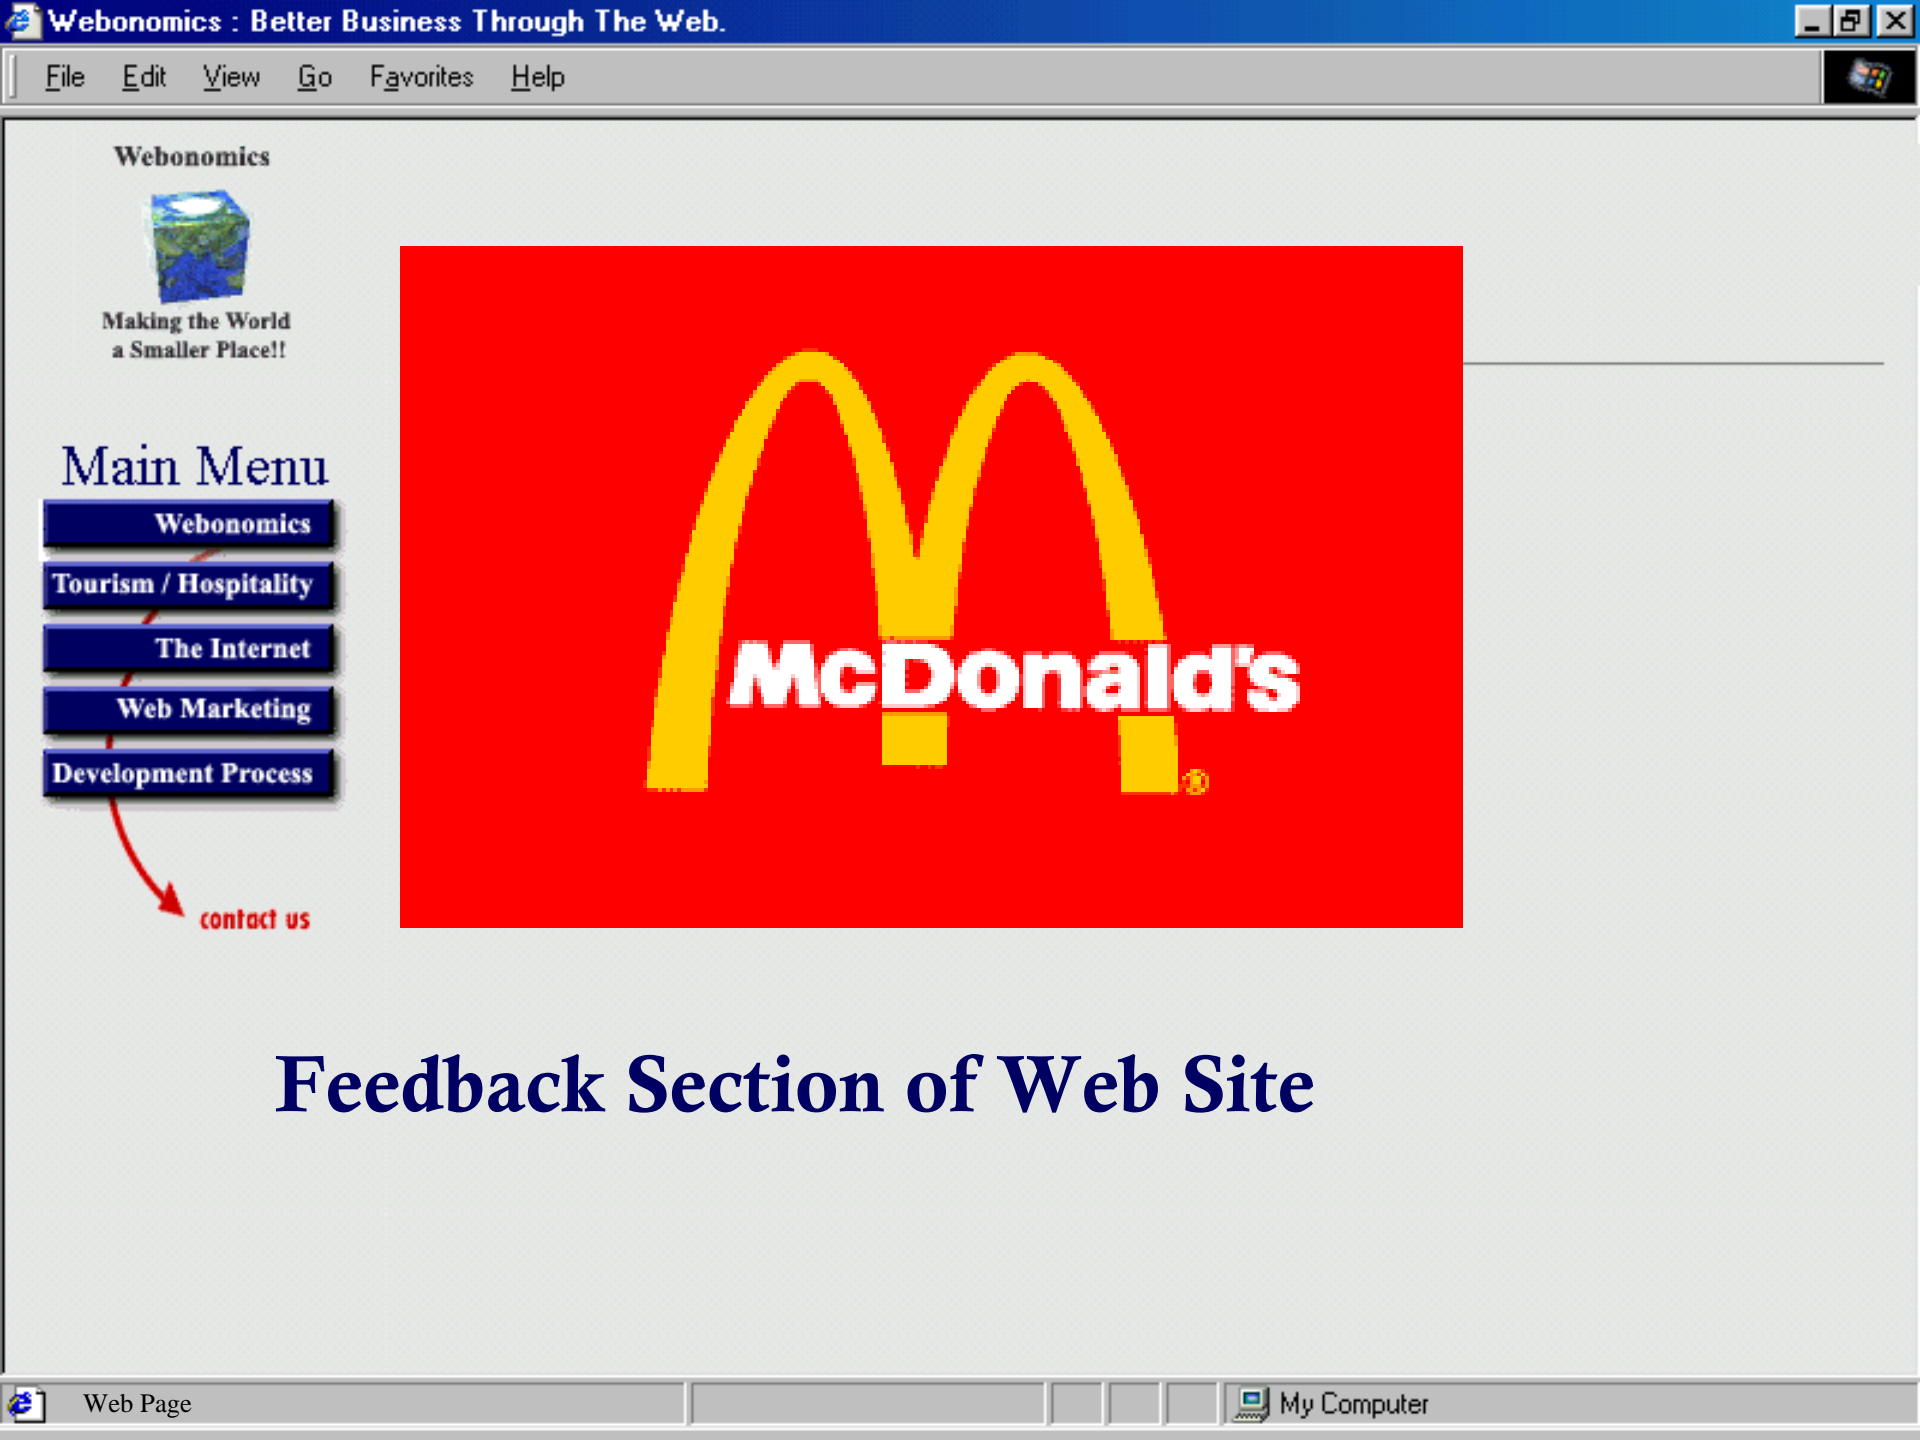 Webonomics : Better Business Through The Web.
File Edit View Go Favorites Help
Webonomics
Making the World
a Smaller Place!!
Main Menu
Webonomics
Tourism / Hospitality
The Internet
Web Marketing
Development Process
contact us
McDonald's
®
Feedback Section of Web Site
Web Page
My Computer